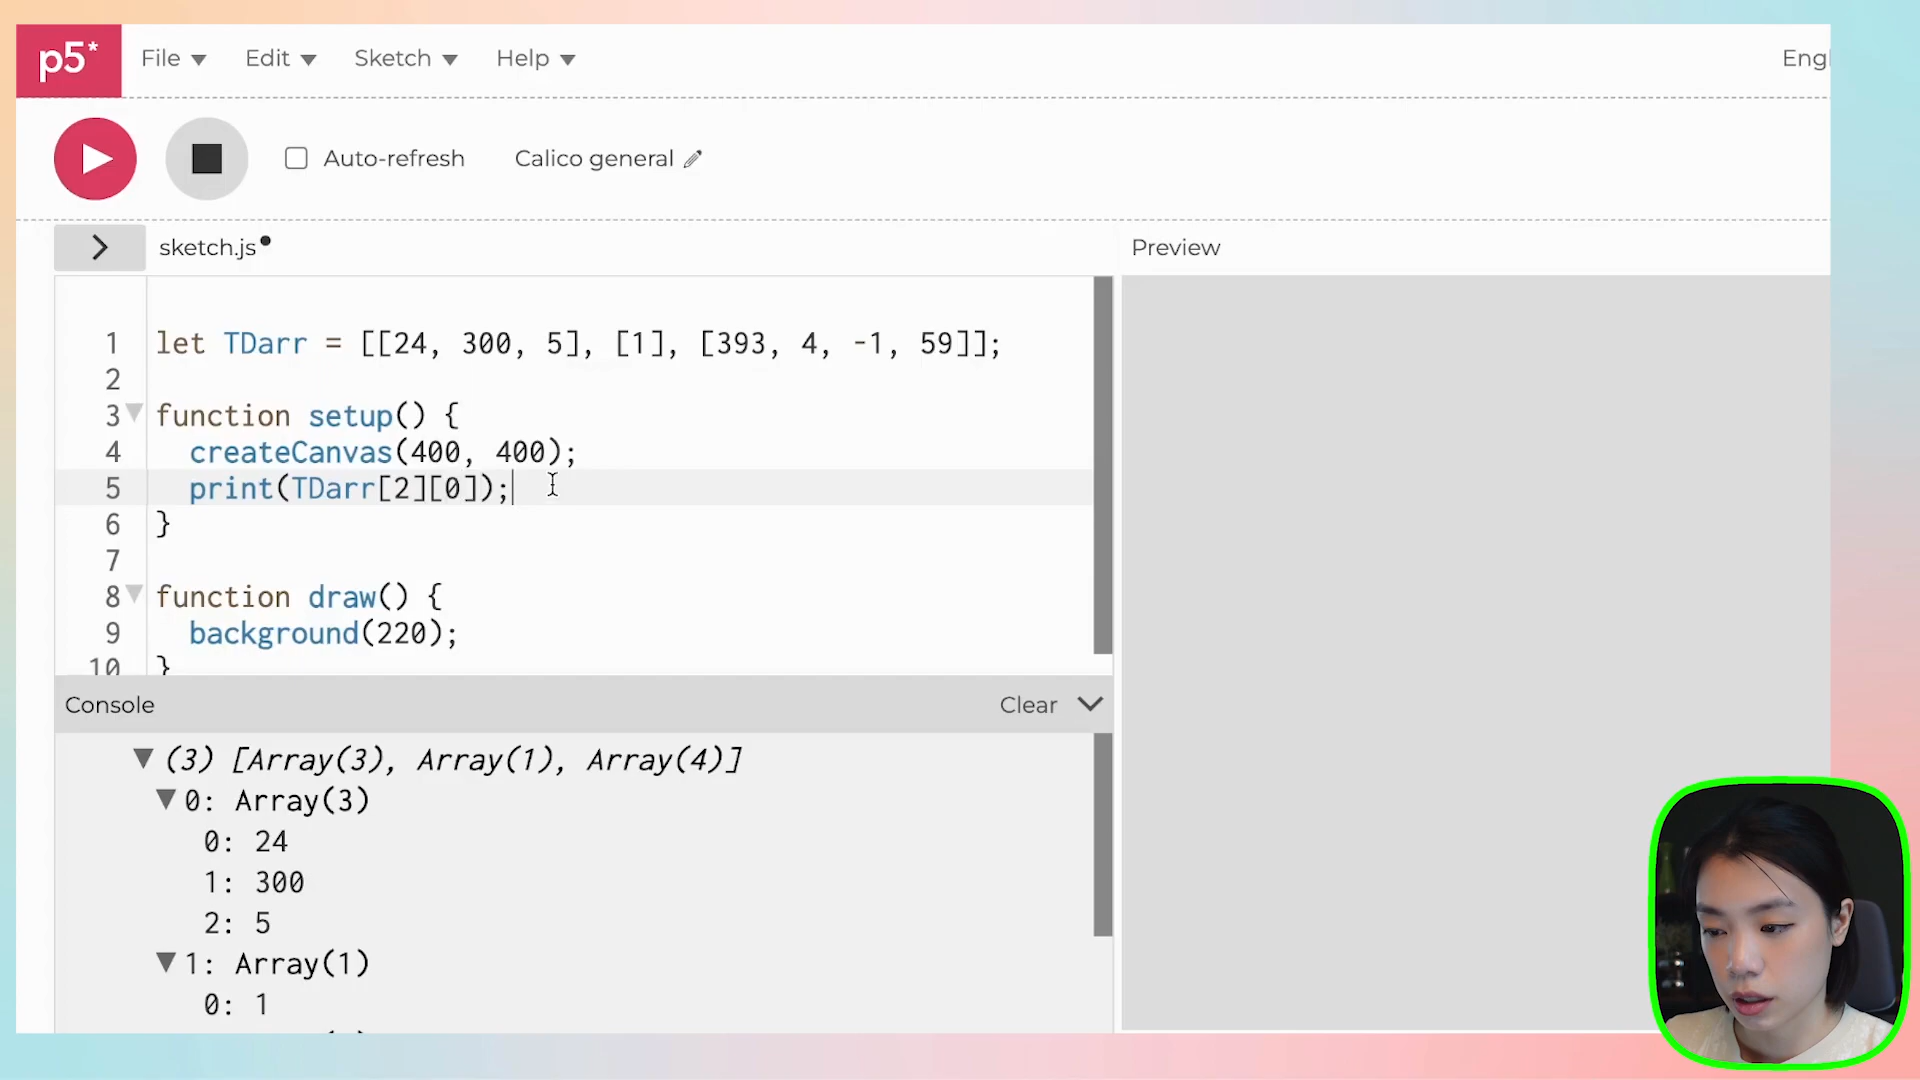 p5* File Edit Sketch Help Engl
Auto-refresh Calico general
> sketch.js Preview
1 let TDarr = [[24, 300, 5], [1], [393, 4, -1, 59]];
2
3 function setup() {
4 createCanvas(400, 400);
5 print(TDarr[2][0]);
6 }
7
8 function draw() {
9 background(220);
10 }
Console Clear
(3) [Array(3), Array(1), Array(4)]
0: Array(3)
0: 24
1: 300
2: 5
1: Array(1)
0: 1